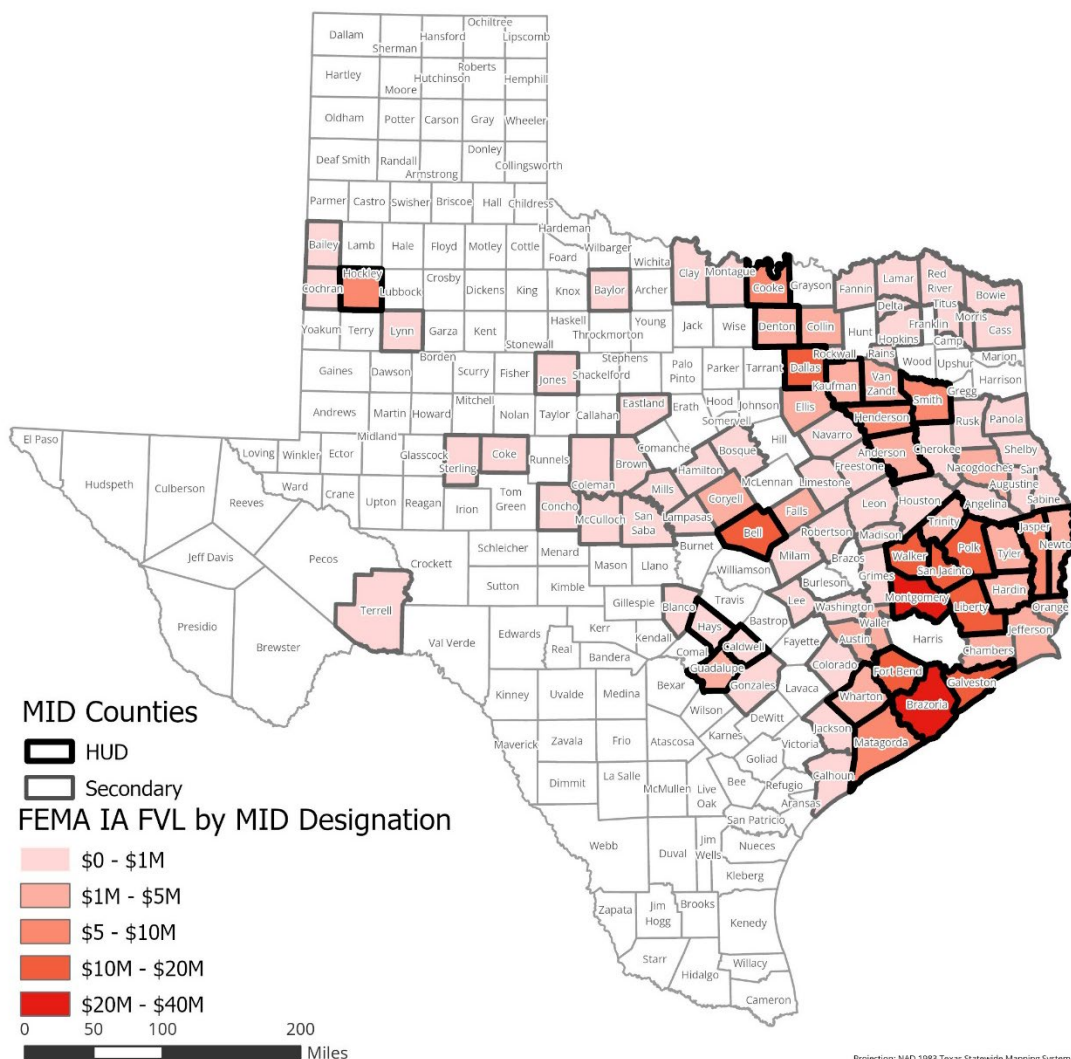 Ochiltree
Dallam
Sherman
Hansford
Lipscomb
Hartley
Moore
Hutchinson
Roberts
Hemphill
Oldham
Potter
Carson
Gray
Wheeler
Deaf Smith
Randall
Armstrong
Donley
Collingsworth
Parmer
Castro
Swisher
Briscoe
Hall
Childress
Bailey
Lamb
Hale
Floyd
Motley
Cottle
Hardeman
Foard
Wilbarger
Wichita
Clay
Montague
Cooke
Grayson
Fannin
Lamar
Red
River
Bowie
Cochran
Hockley
Lubbock
Crosby
Dickens
King
Knox
Baylor
Archer
Delta
Titus
Franklin
Morris
Cass
Hopkins
Camp
Yoakum
Terry
Lynn
Garza
Kent
Stonewall
Haskell
Throckmorton
Young
Jack
Wise
Denton
Collin
Hunt
Rockwall
Rains
Wood
Upshur
Marion
Harrison
Gregg
Gaines
Dawson
Borden
Scurry
Fisher
Jones
Shackelford
Stephens
Palo
Pinto
Parker
Tarrant
Dallas
Kaufman
Van
Zandt
Smith
Andrews
Martin
Howard
Mitchell
Nolan
Taylor
Callahan
Eastland
Erath
Hood
Somervell
Johnson
Ellis
Henderson
Rusk
Panola
El Paso
Hudspeth
Culberson
Loving
Winkler
Ector
Midland
Glasscock
Sterling
Coke
Runnels
Coleman
Brown
Comanche
Hamilton
Bosque
Hill
Navarro
Anderson
Cherokee
Shelby
Nacogdoches
San
Augustine
Sabine
Freestone
Limestone
McLennan
Reeves
Ward
Crane
Upton
Reagan
Irion
Tom
Green
Concho
McCulloch
San
Saba
Mills
Lampasas
Coryell
Falls
Bell
Leon
Houston
Angelina
Trinity
Madison
Robertson
Jeff Davis
Pecos
Crockett
Schleicher
Menard
Mason
Llano
Burnet
Williamson
Milam
Brazos
Grimes
Walker
San Jacinto
Polk
Tyler
Jasper
Newton
Presidio
Brewster
Terrell
Val Verde
Sutton
Kimble
Gillespie
Blanco
Travis
Bastrop
Lee
Burleson
Washington
Waller
Montgomery
Liberty
Hardin
Orange
Jefferson
Chambers
Harris
Austin
Fayette
Edwards
Real
Kerr
Bandera
Kendall
Comal
Hays
Caldwell
Guadalupe
Gonzales
Colorado
Fort Bend
Galveston
Brazoria
Kinney
Uvalde
Medina
Bexar
Wilson
Lavaca
Wharton
Matagorda
Maverick
Zavala
Frio
Atascosa
Karnes
DeWitt
Jackson
Victoria
Calhoun
Goliad
Dimmit
La Salle
McMullen
Live
Oak
Bee
Refugio
Aransas
San Patricio
Webb
Duval
Jim
Wells
Nueces
Kleberg
Zapata
Jim
Hogg
Brooks
Kenedy
Starr
Hidalgo
Willacy
Cameron
MID Counties
HUD
Secondary
FEMA IA FVL by MID Designation
$0 - $1M
$1M - $5M
$5 - $10M
$10M - $20M
$20M - $40M
0 50 100 200
Miles
Projection: NAD 1983 Texas Statewide Mapping System